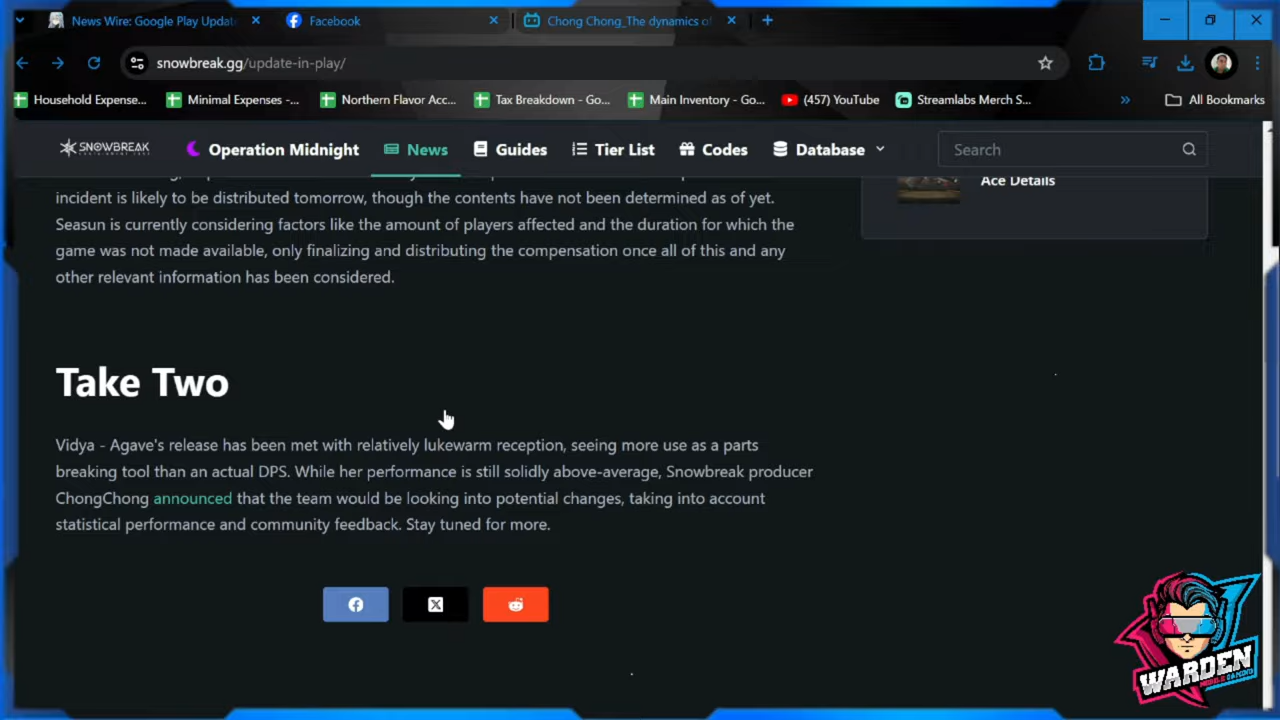 News Wire: Google Play Updat
Facebook
Chong Chong_The dynamics of
snowbreak.gg/update-in-play/
Household Expense...
Minimal Expenses -...
Northern Flavor Acc...
Tax Breakdown - Go...
Main Inventory - Go...
(457) YouTube
Streamlabs Merch S...
All Bookmarks
SNOWBREAK
Operation Midnight
News
Guides
Tier List
Codes
Database
Search
Ace Details
incident is likely to be distributed tomorrow, though the contents have not been determined as of yet.
Seasun is currently considering factors like the amount of players affected and the duration for which the
game was not made available, only finalizing and distributing the compensation once all of this and any
other relevant information has been considered.
Take Two
Vidya - Agave's release has been met with relatively lukewarm reception, seeing more use as a parts
breaking tool than an actual DPS. While her performance is still solidly above-average, Snowbreak producer
ChongChong announced that the team would be looking into potential changes, taking into account
statistical performance and community feedback. Stay tuned for more.
WARDEN
MOBILE GAMING